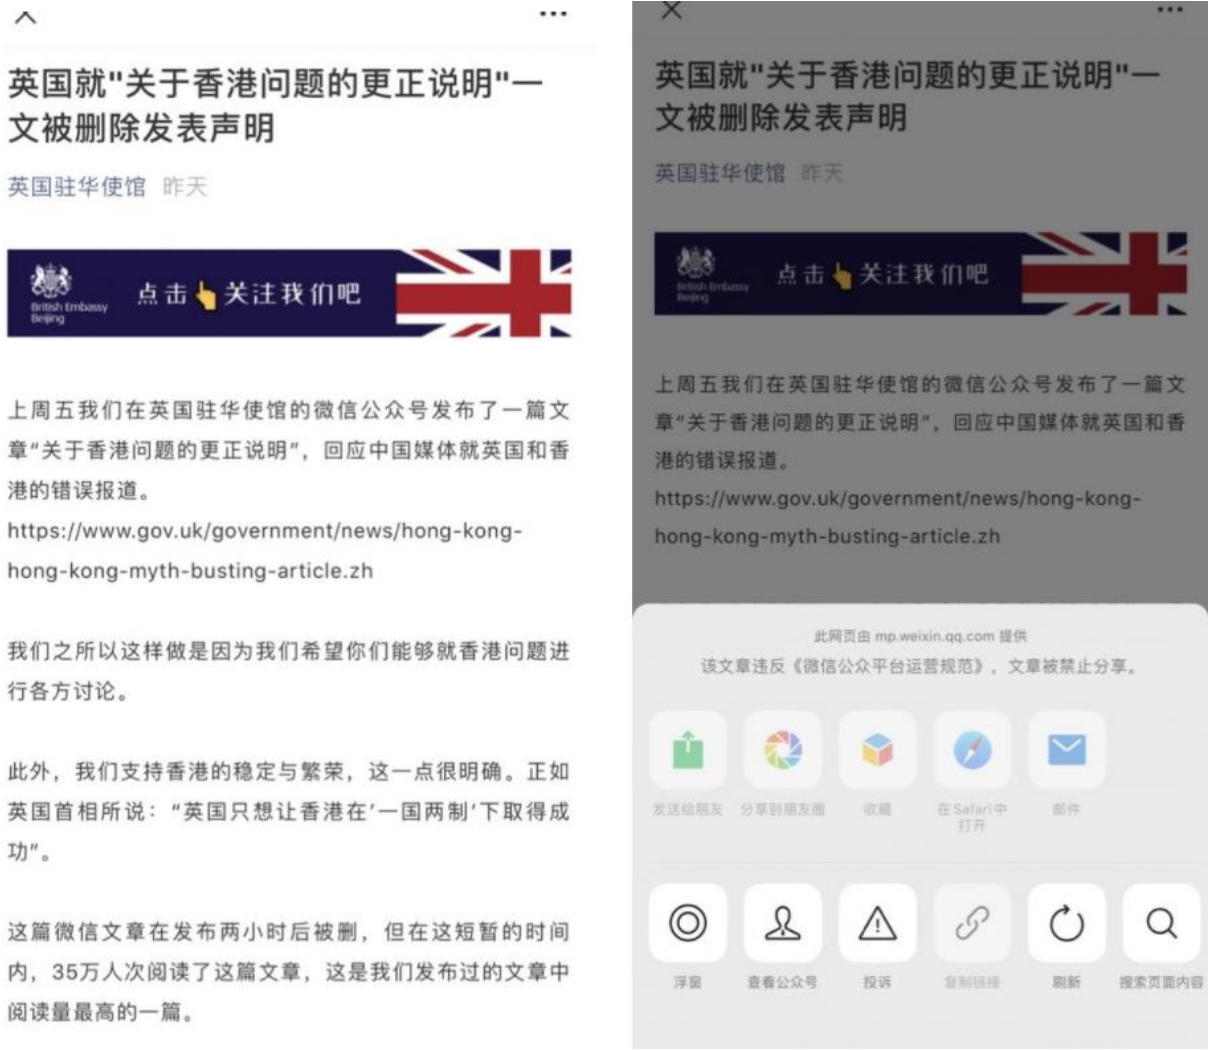 英国就"关于香港问题的更正说明"一
文被删除发表声明
英国驻华使馆 昨天
British Embassy
Beijing
点击👆关注我们吧
上周五我们在英国驻华使馆的微信公众号发布了一篇文
章“关于香港问题的更正说明”，回应中国媒体就英国和香
港的错误报道。
https://www.gov.uk/government/news/hong-kong-
hong-kong-myth-busting-article.zh
我们之所以这样做是因为我们希望你们能够就香港问题进
行各方讨论。
此外，我们支持香港的稳定与繁荣，这一点很明确。正如
英国首相所说：“英国只想让香港在‘一国两制’下取得成
功”。
这篇微信文章在发布两小时后被删，但在这短暂的时间
内，35万人次阅读了这篇文章，这是我们发布过的文章中
阅读量最高的一篇。
英国就"关于香港问题的更正说明"一
文被删除发表声明
英国驻华使馆 昨天
British Embassy
Beijing
点击👆关注我们吧
上周五我们在英国驻华使馆的微信公众号发布了一篇文
章“关于香港问题的更正说明”，回应中国媒体就英国和香
港的错误报道。
https://www.gov.uk/government/news/hong-kong-
hong-kong-myth-busting-article.zh
此网页由 mp.weixin.qq.com 提供
该文章违反《微信公众平台运营规范》，文章被禁止分享。
发送给朋友 分享到朋友圈 收藏 在Safari中 邮件
打开
浮窗 查看公众号 投诉 复制链接 刷新 搜索页面内容